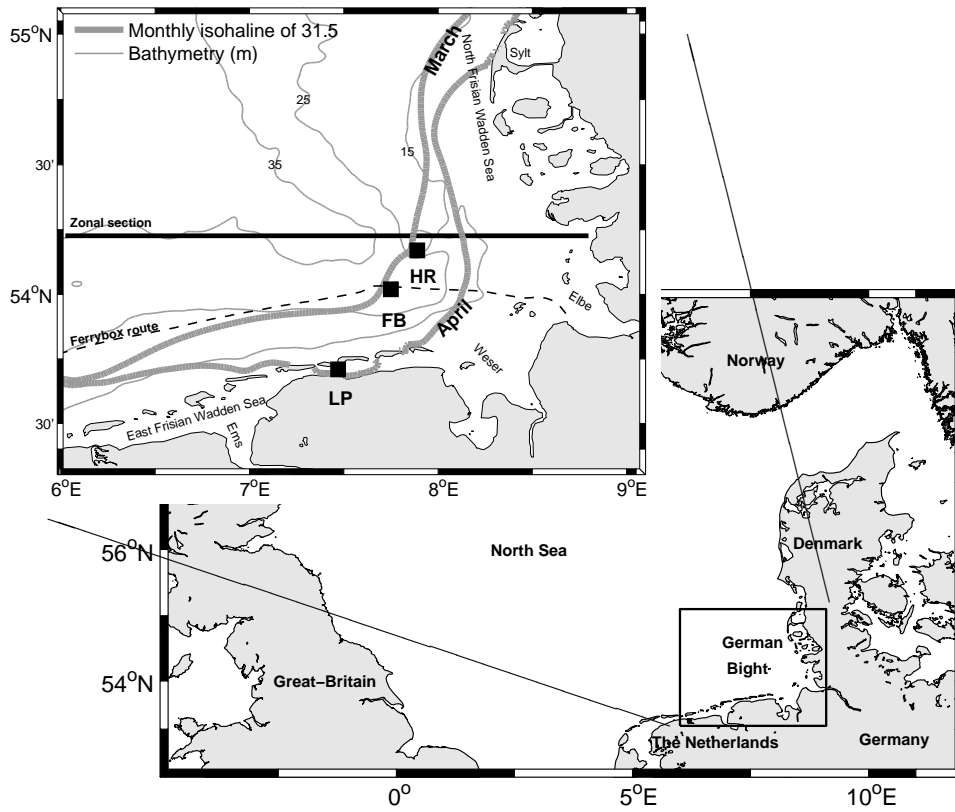 55°N
Monthly isohaline of 31.5
Bathymetry (m)
March
North Frisian Wadden Sea
Sylt
25
15
35
30'
Zonal section
HR
54°N
FB
Ferrybox route
April
Elbe
Weser
LP
East Frisian Wadden Sea
Ems
30'
6°E
7°E
8°E
9°E
Norway
56°N
North Sea
Denmark
German
Bight
54°N
Great–Britain
The Netherlands
Germany
0°
5°E
10°E